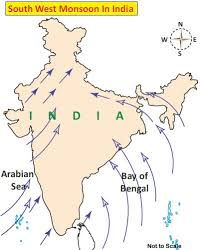 South West Monsoon In India
N
W E
S
I N D I A
Arabian
Sea
Bay of
Bengal
Not to Scale